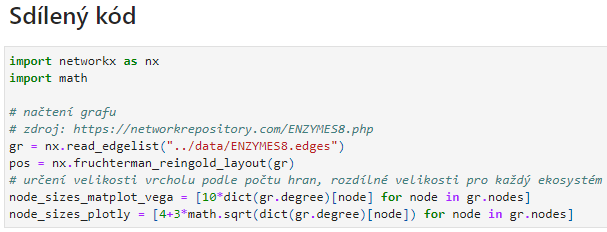 Sdílený kód
import networkx as nx
import math
# načtení grafu
# zdroj: https://networkrepository.com/ENZYMES8.php
gr = nx.read_edgelist("../data/ENZYMES8.edges")
pos = nx.fruchterman_reingold_layout(gr)
# určení velikosti vrcholu podle počtu hran, rozdílné velikosti pro každý ekosystém
node_sizes_matplot_vega = [10*dict(gr.degree)[node] for node in gr.nodes]
node_sizes_plotly = [4+3*math.sqrt(dict(gr.degree)[node]) for node in gr.nodes]